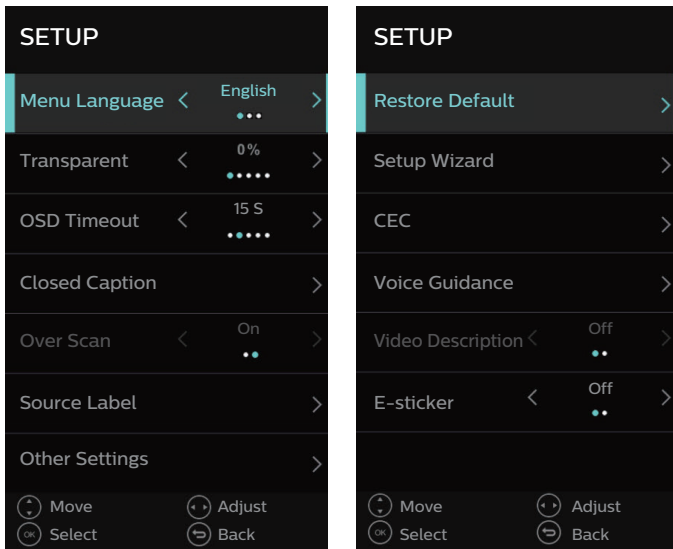 SETUP
Menu Language < English >
Transparent < 0% >
OSD Timeout < 15 S >
Closed Caption >
Over Scan < On >
Source Label >
Other Settings >
Move Adjust
OK Select Back
SETUP
Restore Default >
Setup Wizard >
CEC >
Voice Guidance >
Video Description < Off >
E-sticker < Off >
Move Adjust
OK Select Back